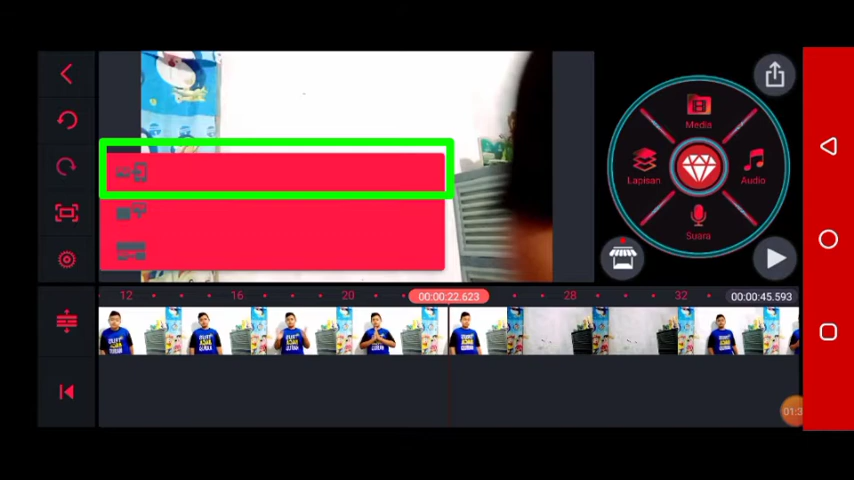 Media
Lapisan
Audio
Suara
12
16
20
00:00:22.623
28
32
00:00:45.593